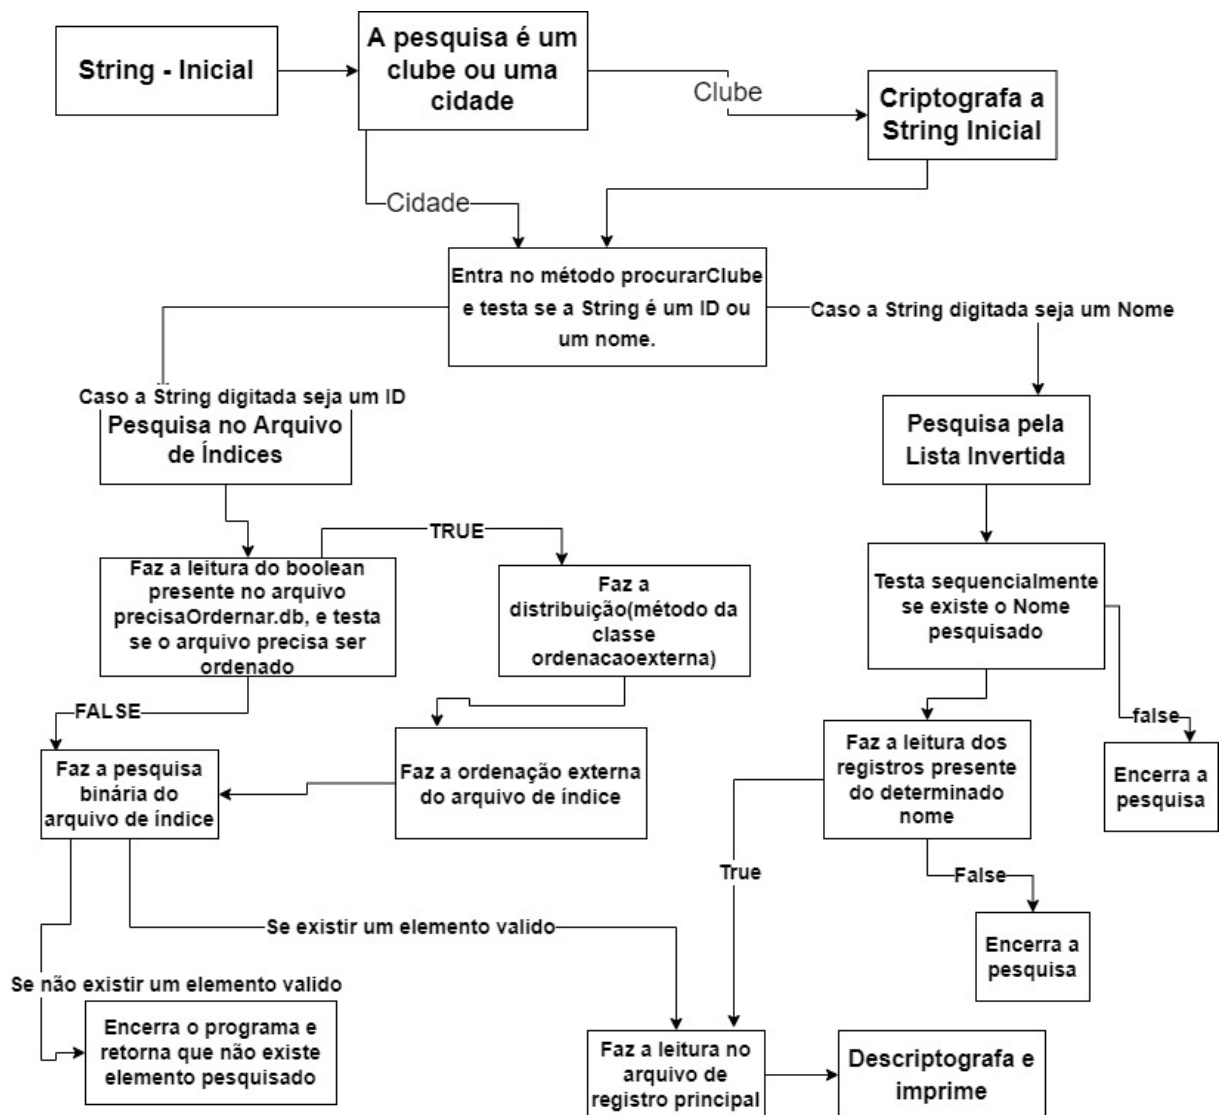 String - Inicial
A pesquisa é um
clube ou uma
cidade
Clube
Criptografa a
String Inicial
Cidade
Entra no método procurarClube
e testa se a String é um ID ou
um nome.
Caso a String digitada seja um Nome
Caso a String digitada seja um ID
Pesquisa no Arquivo
de Índices
Pesquisa pela
Lista Invertida
TRUE
Faz a leitura do boolean
presente no arquivo
precisaOrdernar.db, e testa
se o arquivo precisa ser
ordenado
Faz a
distribuição(método da
classe
ordenacaoexterna)
Testa sequencialmente
se existe o Nome
pesquisado
FALSE
false
Faz a pesquisa
binária do
arquivo de índice
Faz a ordenação externa
do arquivo de índice
Faz a leitura dos
registros presente
do determinado
nome
Encerra a
pesquisa
True
False
Se existir um elemento valido
Encerra a
pesquisa
Se não existir um elemento valido
Encerra o programa e
retorna que não existe
elemento pesquisado
Faz a leitura no
arquivo de
registro principal
Descriptografa e
imprime